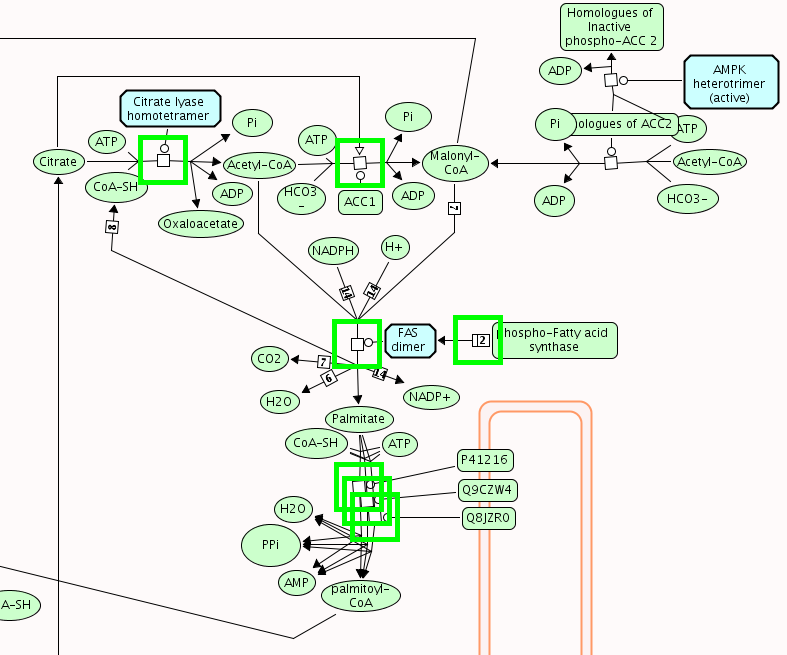 Homologues of
Inactive
phospho-ACC 2
ADP
AMPK
heterotrimer
(active)
Citrate lyase
homotetramer
Pi
ATP
Pi
ATP
Pi
ologues of ACC2
ATP
Citrate
Acetyl-CoA
Malonyl-
CoA
Acetyl-CoA
CoA-SH
ADP
HCO3
-
ACC1
ADP
ADP
HCO3-
Oxaloacetate
7
8
NADPH
H+
14
14
FAS
dimer
2
phospho-Fatty acid
synthase
CO2
7
6
14
H2O
NADP+
Palmitate
CoA-SH
ATP
P41216
Q9CZW4
Q8JZR0
H2O
PPi
AMP
palmitoyl-
CoA
A-SH